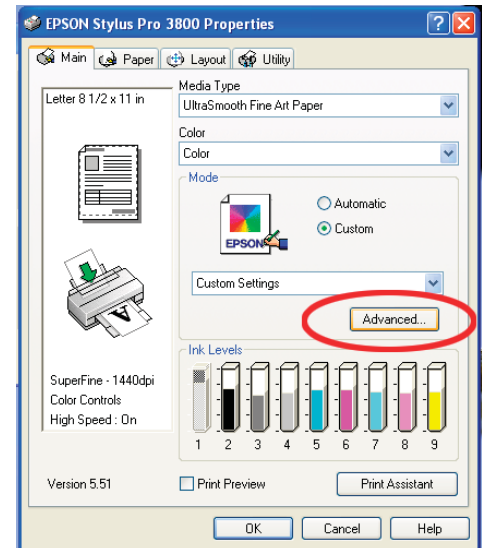 EPSON Stylus Pro 3800 Properties
Main Paper Layout Utility
Letter 8 1/2 x 11 in
Media Type
UltraSmooth Fine Art Paper
Color
Color
Mode
EPSON
Automatic
Custom
Custom Settings
Advanced...
SuperFine - 1440dpi
Color Controls
High Speed : On
Ink Levels
1 2 3 4 5 6 7 8 9
Version 5.51
Print Preview
Print Assistant
OK Cancel Help